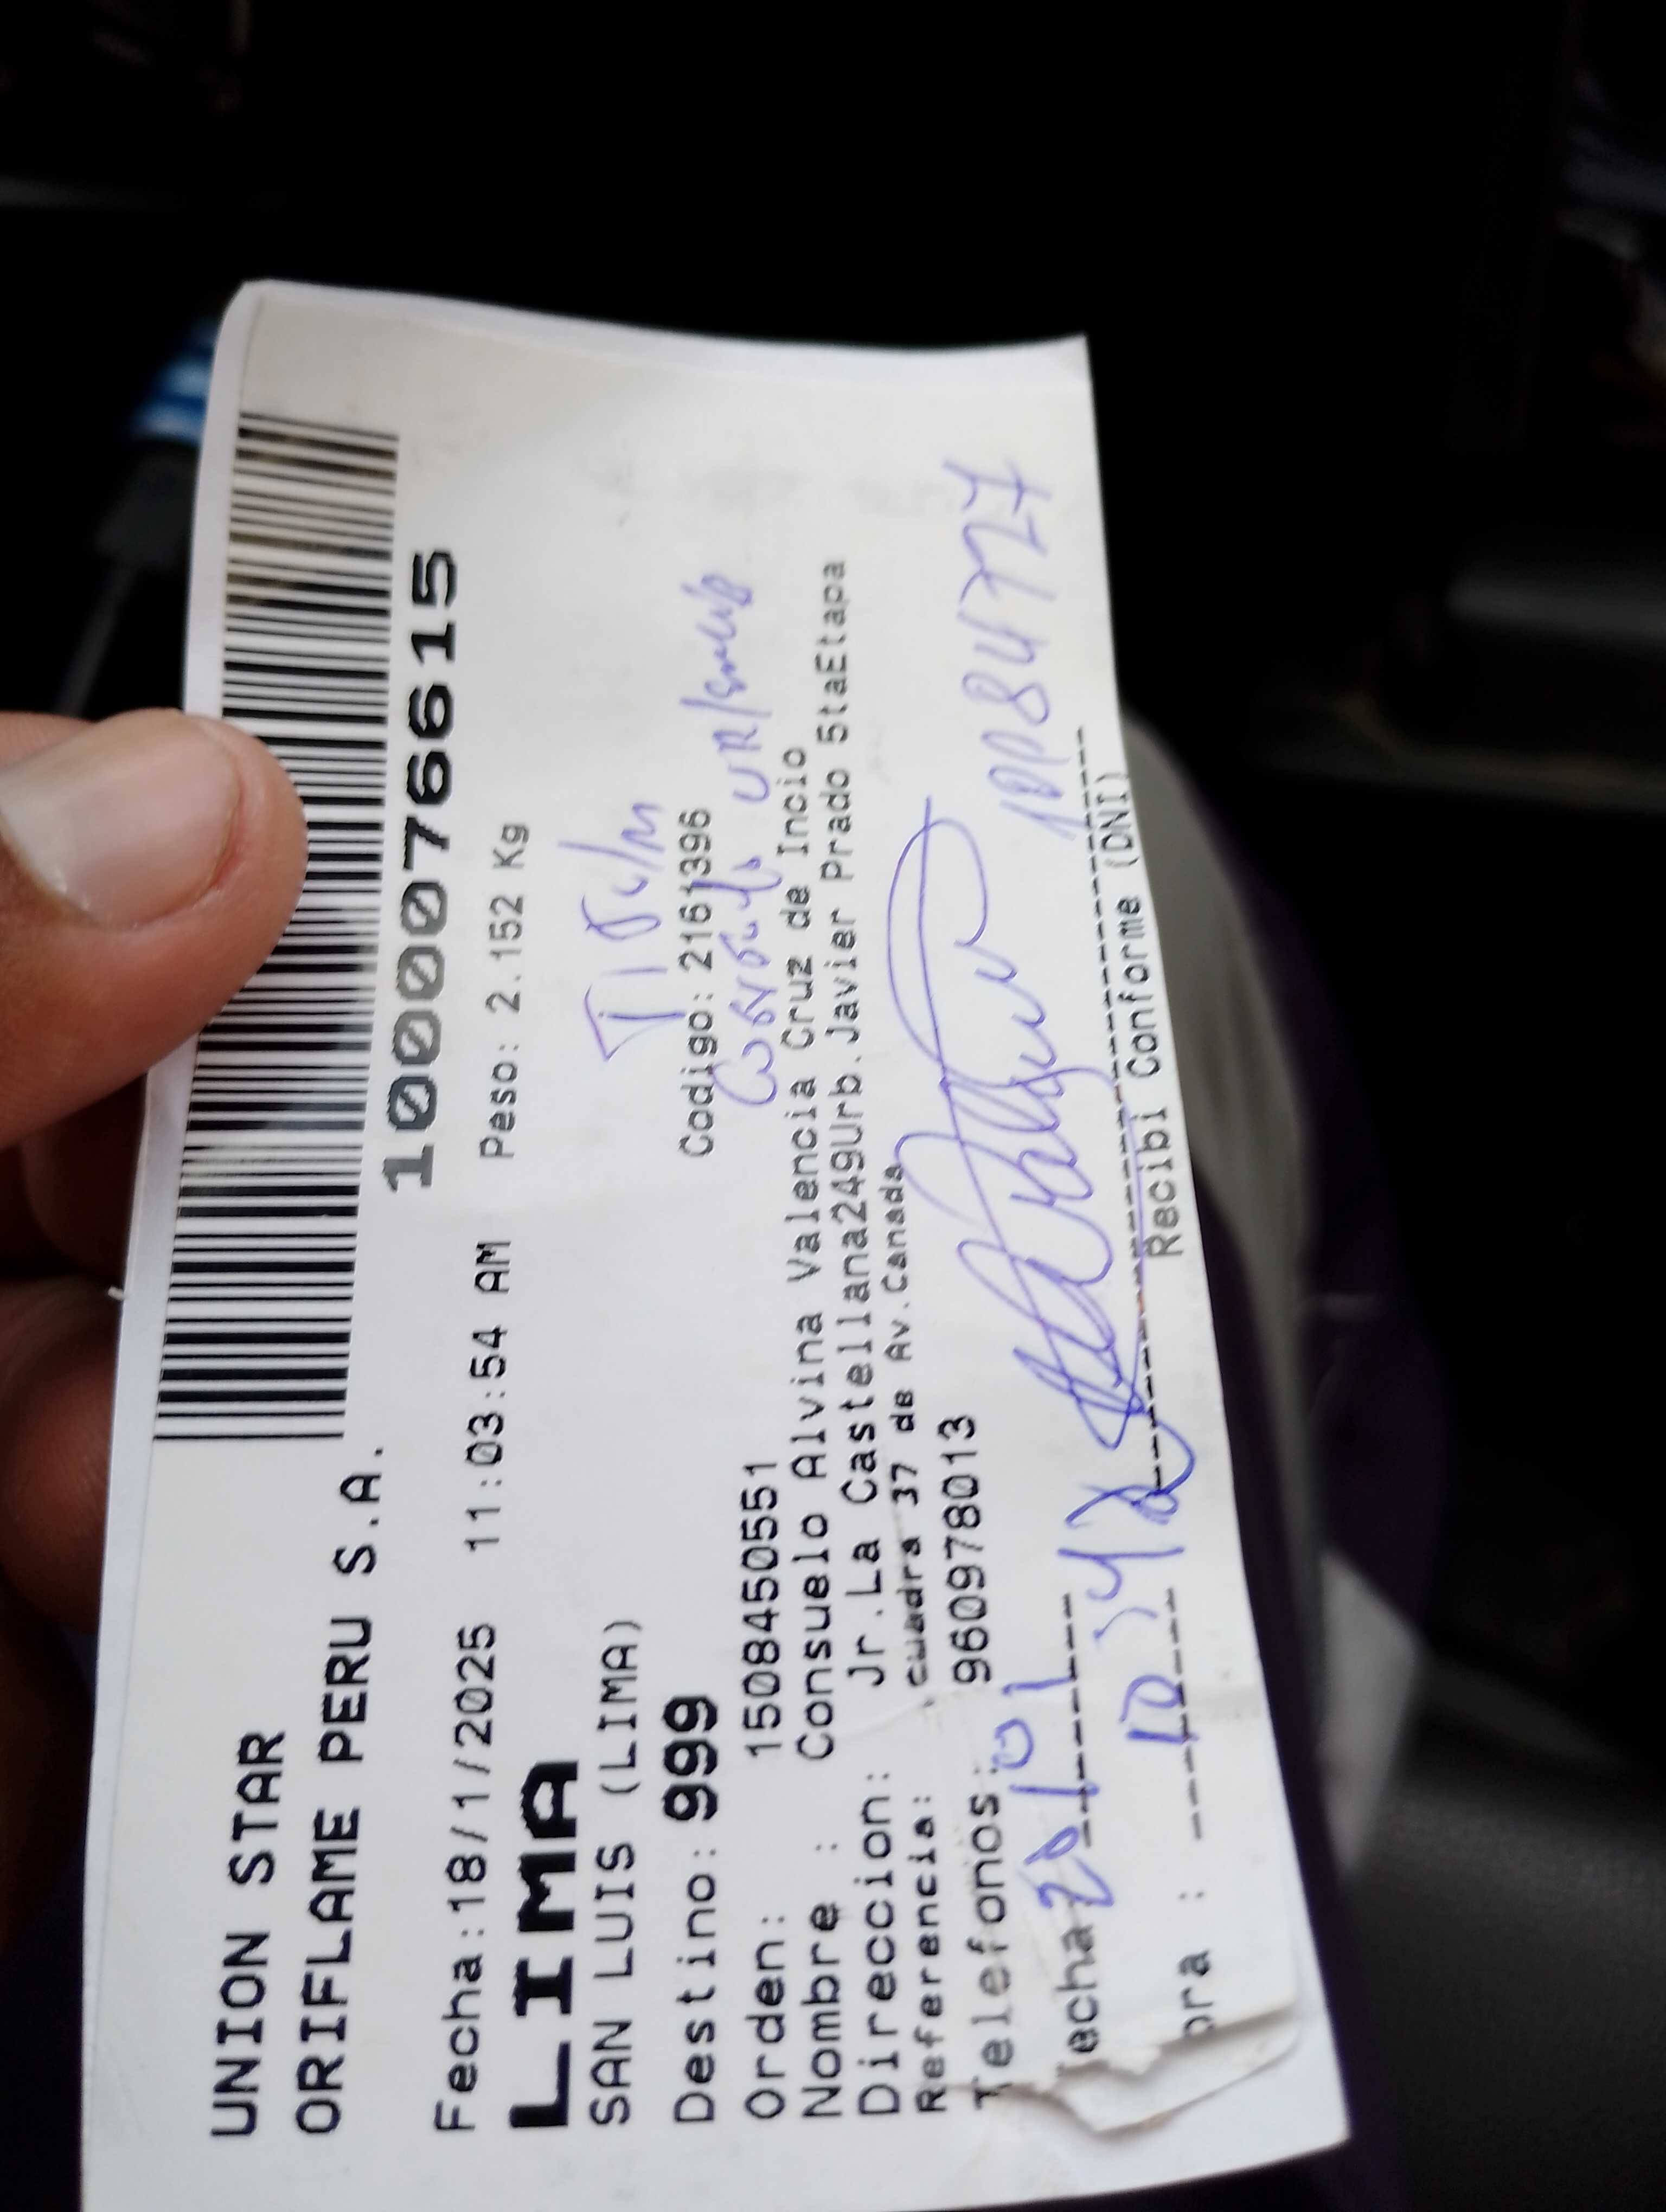 UNION STAR
ORIFLAME PERU S.A.
1000076615
Fecha:18/1/2025 11:03:54 AM Peso: 2.152 Kg
LIMA
SAN LUIS (LIMA)
Destino: 999
Codigo: 2161396
Orden: 1508450551
Nombre : Consuelo Alvina Valencia Cruz de Incio
Direccion: Jr.La Castellana249Urb.Javier Prado 5taEtapa
Referencia: cuadra 37 de Av.Canada
Telefonos: 960978013
echa
ora :
Recibi Conforme (DNI)